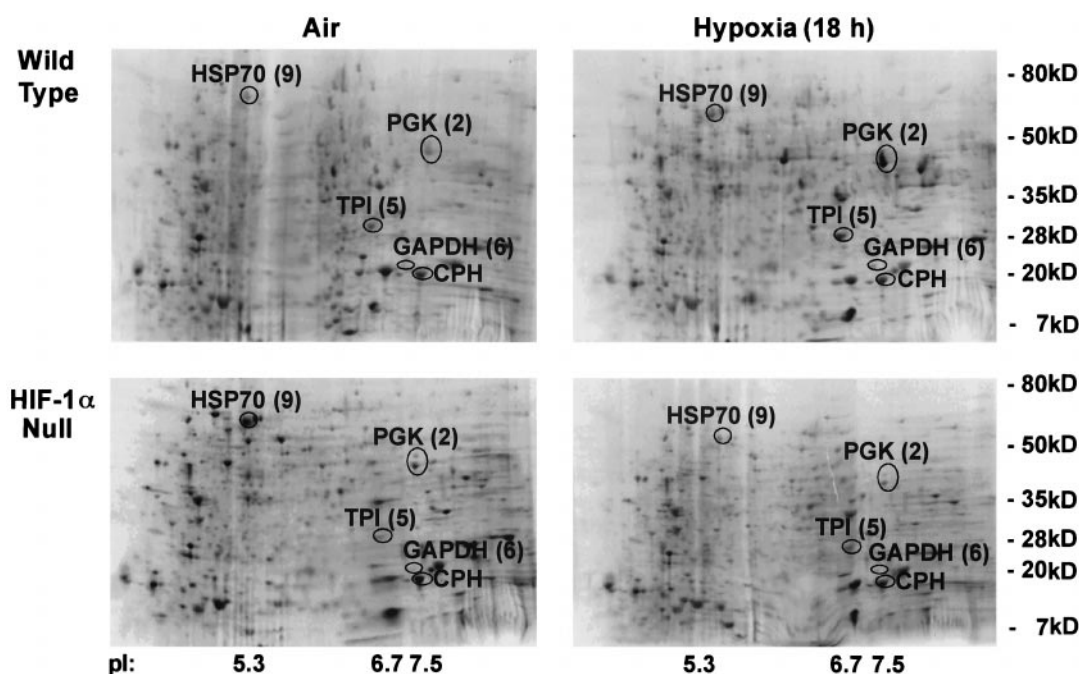 Air Hypoxia (18 h)
Wild
Type
HSP70 (9)
PGK (2)
TPI (5)
GAPDH (6)
CPH
HSP70 (9)
PGK (2)
TPI (5)
GAPDH (6)
CPH
- 80kD
- 50kD
- 35kD
- 28kD
- 20kD
- 7kD
HIF-1α
Null
HSP70 (9)
PGK (2)
TPI (5)
GAPDH (6)
CPH
HSP70 (9)
PGK (2)
TPI (5)
GAPDH (6)
CPH
- 80kD
- 50kD
- 35kD
- 28kD
- 20kD
- 7kD
pI: 5.3 6.7 7.5 5.3 6.7 7.5